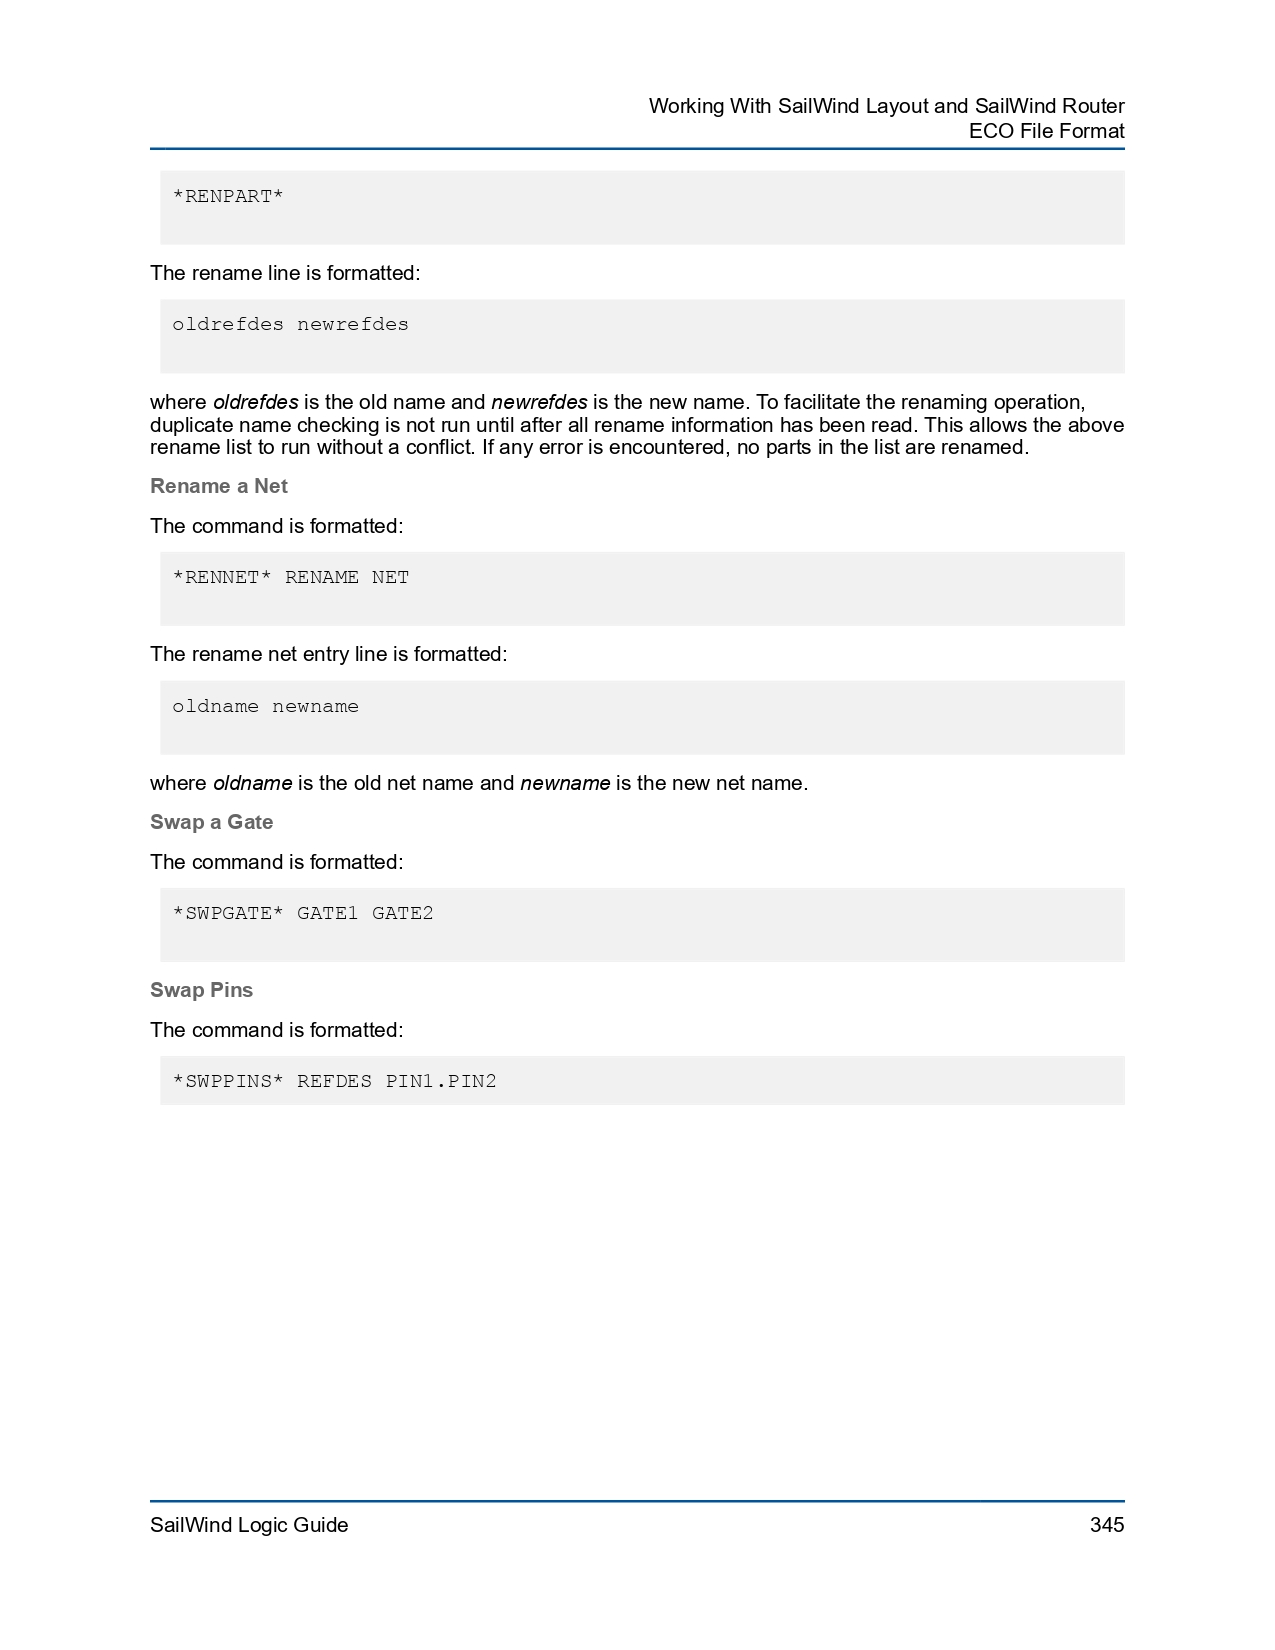 Working With SailWind Layout and SailWind Router
ECO File Format
*RENPART*
The rename line is formatted:
oldrefdes newrefdes
where oldrefdes is the old name and newrefdes is the new name. To facilitate the renaming operation,
duplicate name checking is not run until after all rename information has been read. This allows the above
rename list to run without a conflict. If any error is encountered, no parts in the list are renamed.
Rename a Net
The command is formatted:
*RENNET* RENAME NET
The rename net entry line is formatted:
oldname newname
where oldname is the old net name and newname is the new net name.
Swap a Gate
The command is formatted:
*SWPGATE* GATE1 GATE2
Swap Pins
The command is formatted:
*SWPPINS* REFDES PIN1.PIN2
SailWind Logic Guide 345